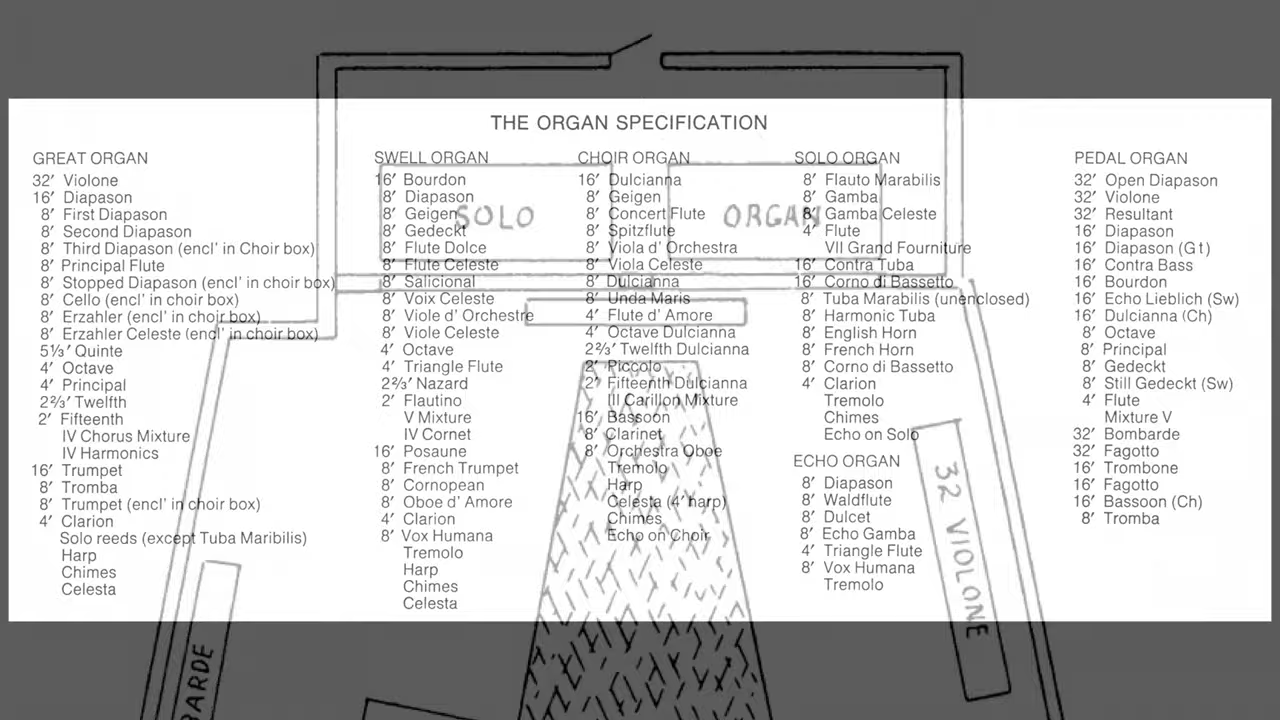 THE ORGAN SPECIFICATION
GREAT ORGAN
32′ Violone
16′ Diapason
8′ First Diapason
8′ Second Diapason
8′ Third Diapason (encl’ in Choir box)
8′ Principal Flute
8′ Stopped Diapason (encl’ in choir box)
8′ Cello (encl’ in choir box)
8′ Erzahler (encl’ in choir box)
8′ Erzahler Celeste (encl’ in choir box)
5⅓′ Quinte
4′ Octave
4′ Principal
2⅔′ Twelfth
2′ Fifteenth
IV Chorus Mixture
IV Harmonics
16′ Trumpet
8′ Tromba
8′ Trumpet (encl’ in choir box)
4′ Clarion
Solo reeds (except Tuba Maribilis)
Harp
Chimes
Celesta
SWELL ORGAN
16′ Bourdon
8′ Diapason
8′ Geigen
8′ Gedeckt
8′ Flute Dolce
8′ Flute Celeste
8′ Salicional
8′ Voix Celeste
8′ Viole d’ Orchestre
8′ Viole Celeste
4′ Octave
4′ Triangle Flute
2⅔′ Nazard
2′ Flautino
V Mixture
IV Cornet
16′ Posaune
8′ French Trumpet
8′ Cornopean
8′ Oboe d’ Amore
4′ Clarion
8′ Vox Humana
Tremolo
Harp
Chimes
Celesta
CHOIR ORGAN
16′ Dulcianna
8′ Geigen
8′ Concert Flute
8′ Spitzflute
8′ Viola d’ Orchestra
8′ Viola Celeste
8′ Dulcianna
8′ Unda Maris
4′ Flute d’ Amore
4′ Octave Dulcianna
2⅔′ Twelfth Dulcianna
2′ Piccolo
2′ Fifteenth Dulcianna
III Carillon Mixture
16′ Bassoon
8′ Clarinet
8′ Orchestra Oboe
Tremolo
Harp
Celesta (4′ harp)
Chimes
Echo on Choir
SOLO ORGAN
8′ Flauto Marabilis
8′ Gamba
8′ Gamba Celeste
4′ Flute
VII Grand Fourniture
16′ Contra Tuba
16′ Corno di Bassetto
8′ Tuba Marabilis (unenclosed)
8′ Harmonic Tuba
8′ English Horn
8′ French Horn
8′ Corno di Bassetto
4′ Clarion
Tremolo
Chimes
Echo on Solo
ECHO ORGAN
8′ Diapason
8′ Waldflute
8′ Dulcet
8′ Echo Gamba
4′ Triangle Flute
8′ Vox Humana
Tremolo
PEDAL ORGAN
32′ Open Diapason
32′ Violone
32′ Resultant
16′ Diapason
16′ Diapason (G t)
16′ Contra Bass
16′ Bourdon
16′ Echo Lieblich (Sw)
16′ Dulcianna (Ch)
8′ Octave
8′ Principal
8′ Gedeckt
8′ Still Gedeckt (Sw)
4′ Flute
Mixture V
32′ Bombarde
32′ Fagotto
16′ Trombone
16′ Fagotto
16′ Bassoon (Ch)
8′ Tromba
SOLO ORGAN
32 VIOLONE
BARDE